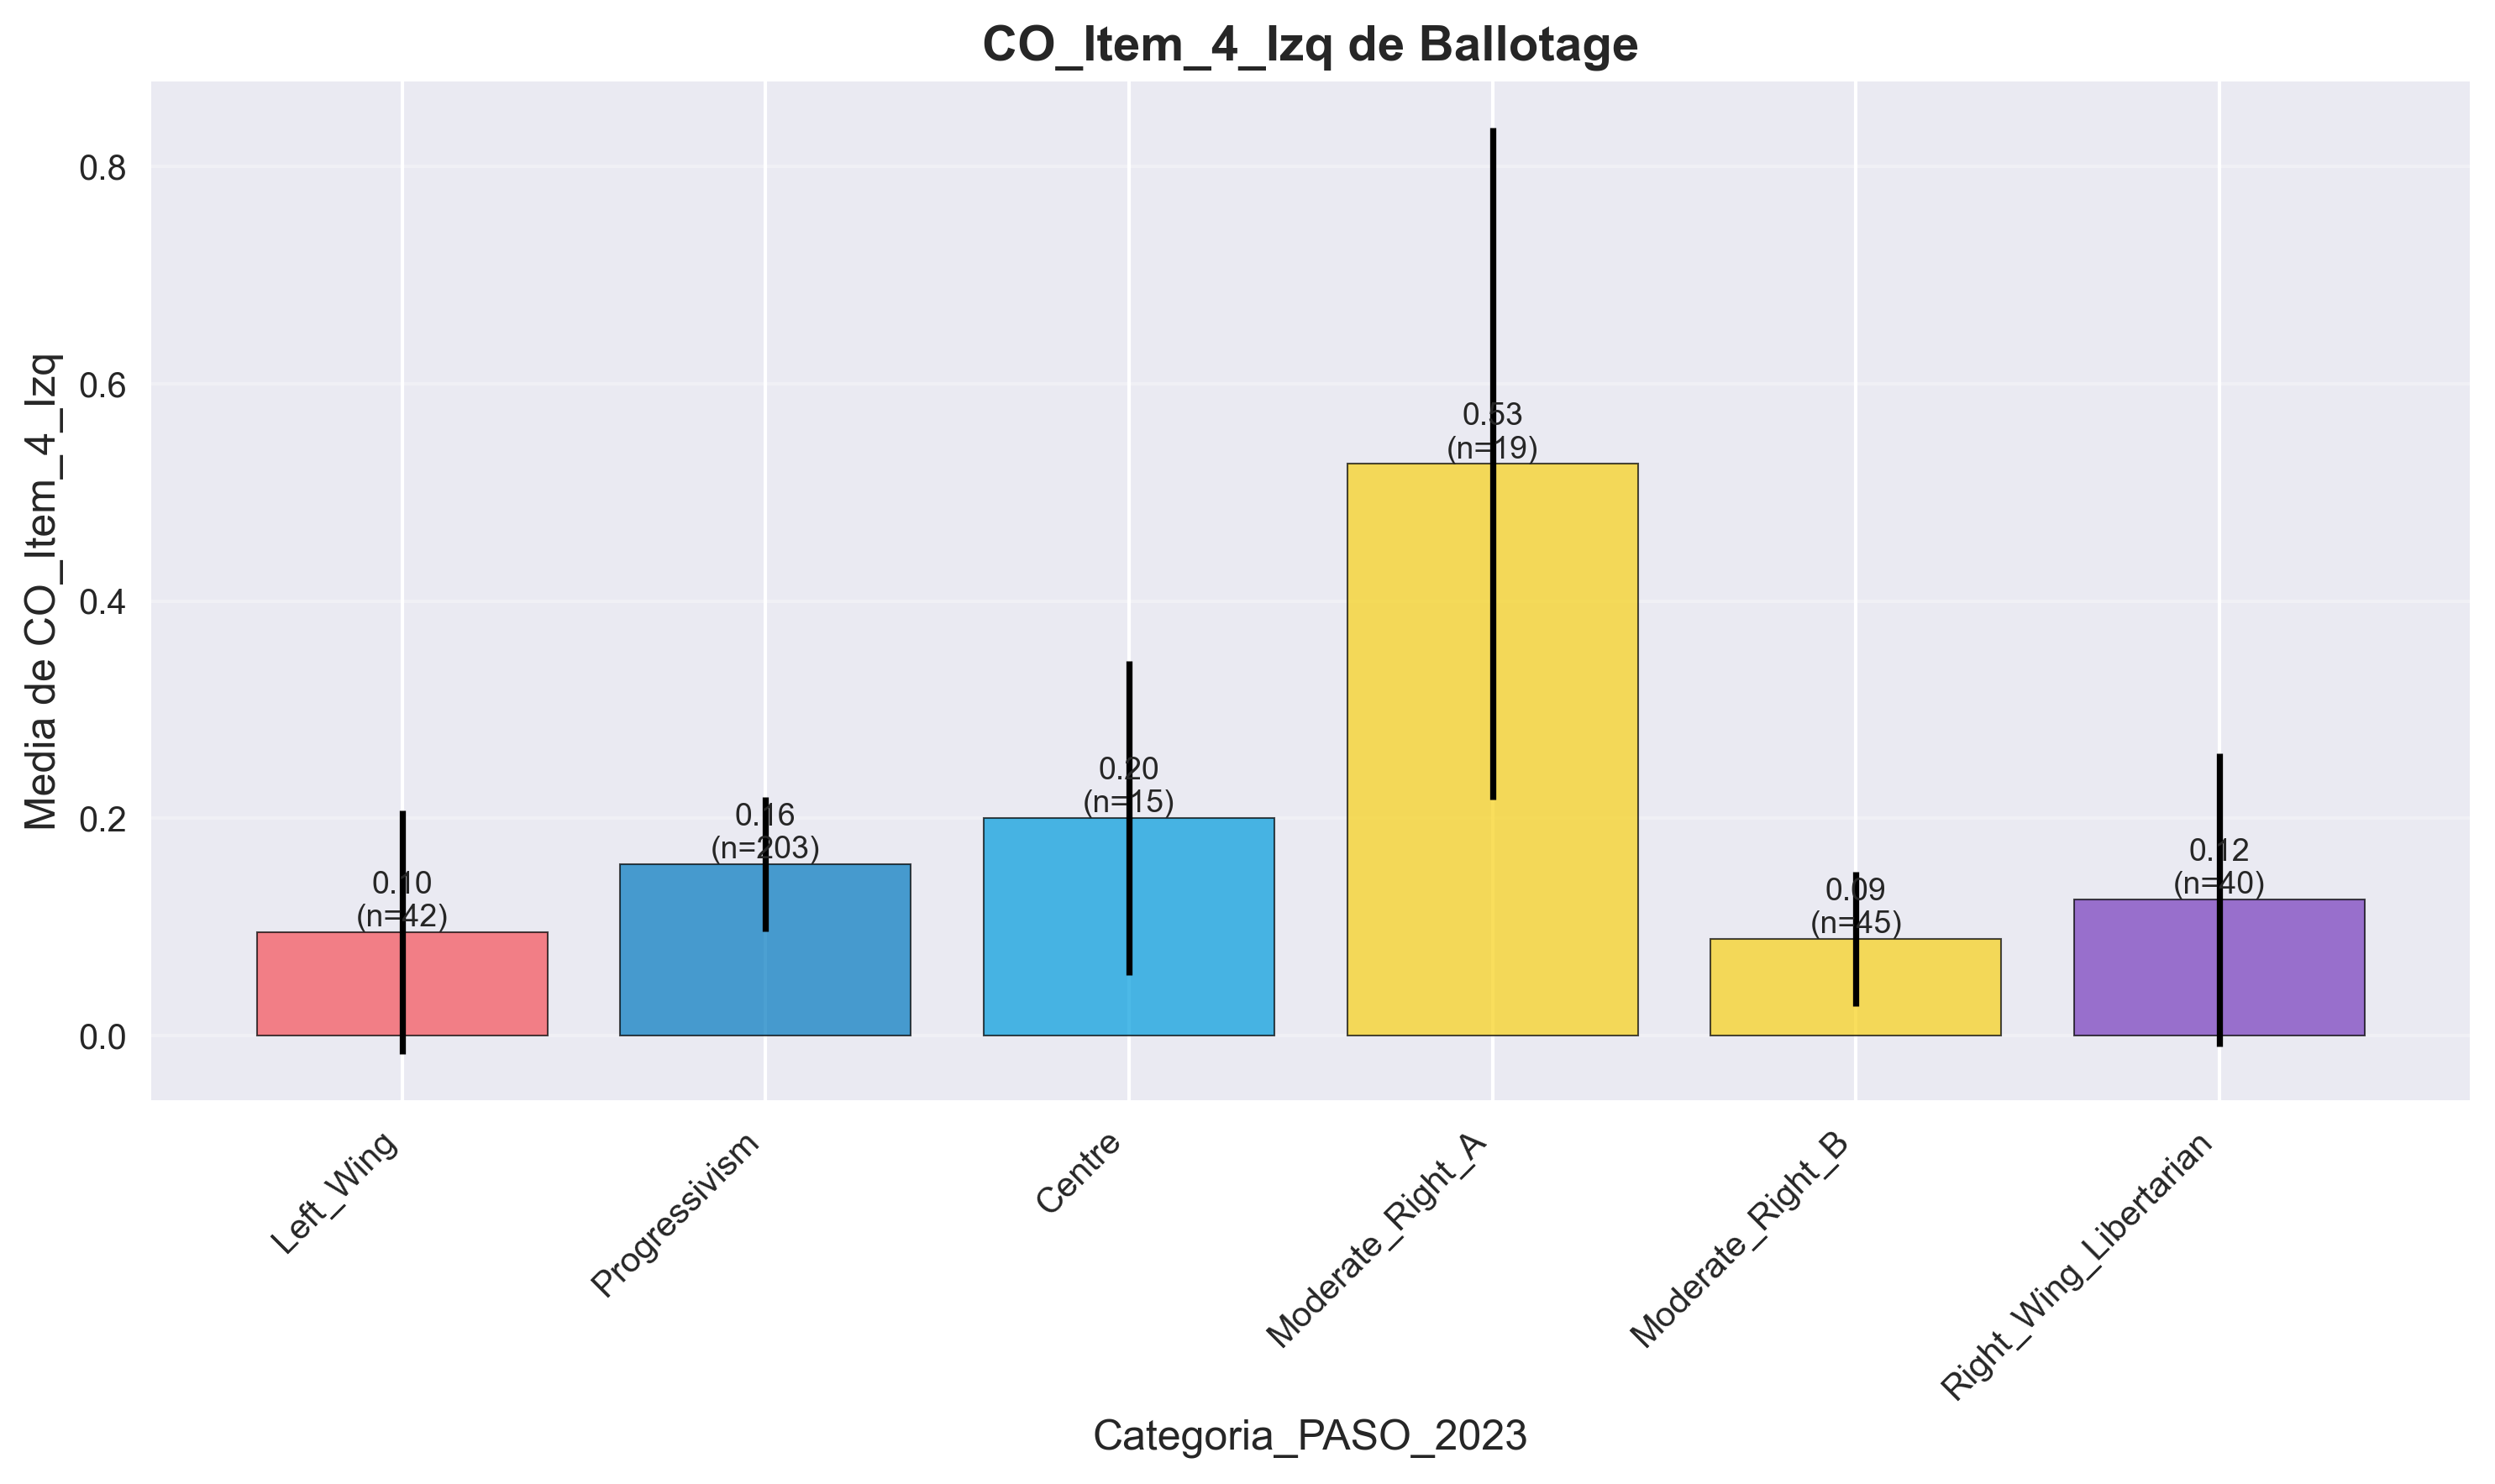 CO_Item_4_Izq de Ballotage
Media de CO_Item_4_Izq
0.8
0.6
0.4
0.2
0.0
0.10
(n=42)
0.16
(n=203)
0.20
(n=15)
0.53
(n=19)
0.09
(n=45)
0.12
(n=40)
Left_Wing
Progressivism
Centre
Moderate_Right_A
Moderate_Right_B
Right_Wing_Libertarian
Categoria_PASO_2023